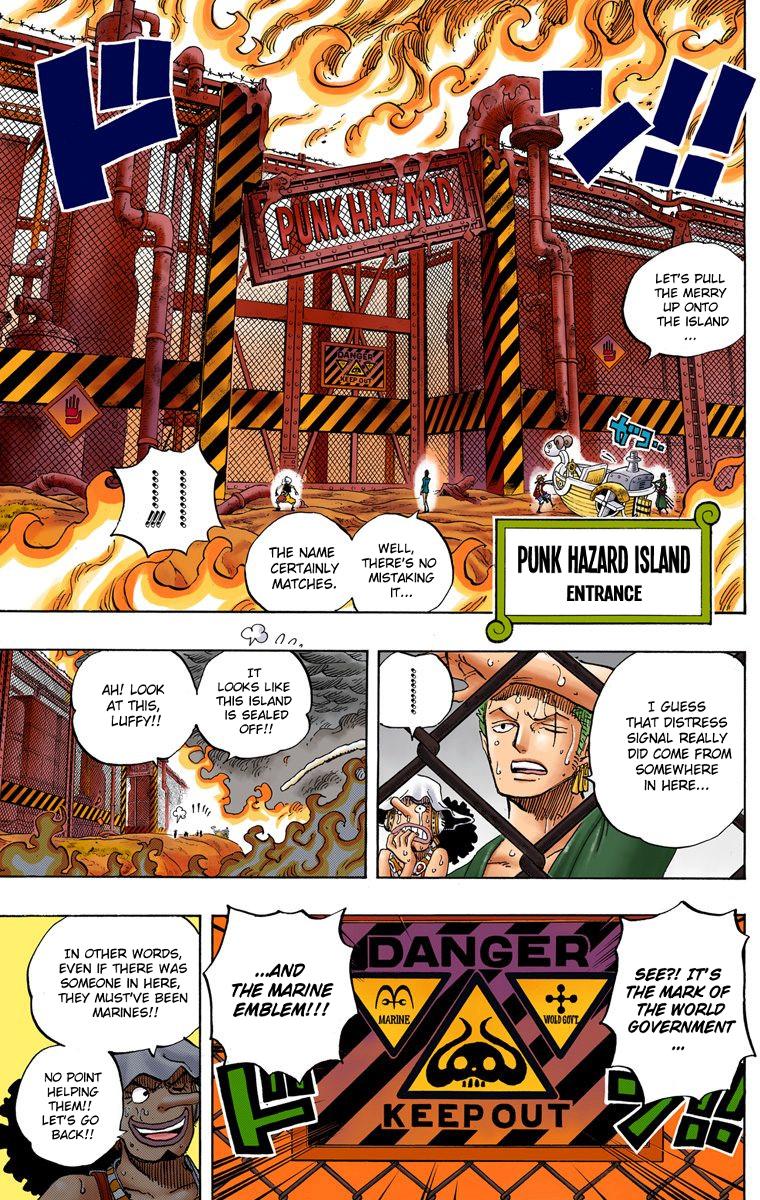 ドン!!
PUNK HAZARD
LET'S PULL
THE MERRY
UP ONTO
THE ISLAND
...
DANGER
KEEP OUT
WELL,
THERE'S NO
MISTAKING
IT...
THE NAME
CERTAINLY
MATCHES.
!!!
PUNK HAZARD ISLAND
ENTRANCE
I GUESS
THAT DISTRESS
SIGNAL REALLY
DID COME FROM
SOMEWHERE
IN HERE...
IT
LOOKS LIKE
THIS ISLAND
IS SEALED
OFF!!
AH! LOOK
AT THIS,
LUFFY!!
SEE?! IT'S
THE MARK OF
THE WORLD
GOVERNMENT
...
DANGER
MARINE
WOLD GOVT.
KEEP OUT
...AND
THE MARINE
EMBLEM!!!
ドン!!
IN OTHER WORDS,
EVEN IF THERE WAS
SOMEONE IN HERE,
THEY MUST'VE BEEN
MARINES!!
NO POINT
HELPING
THEM!!
LET'S GO
BACK!!